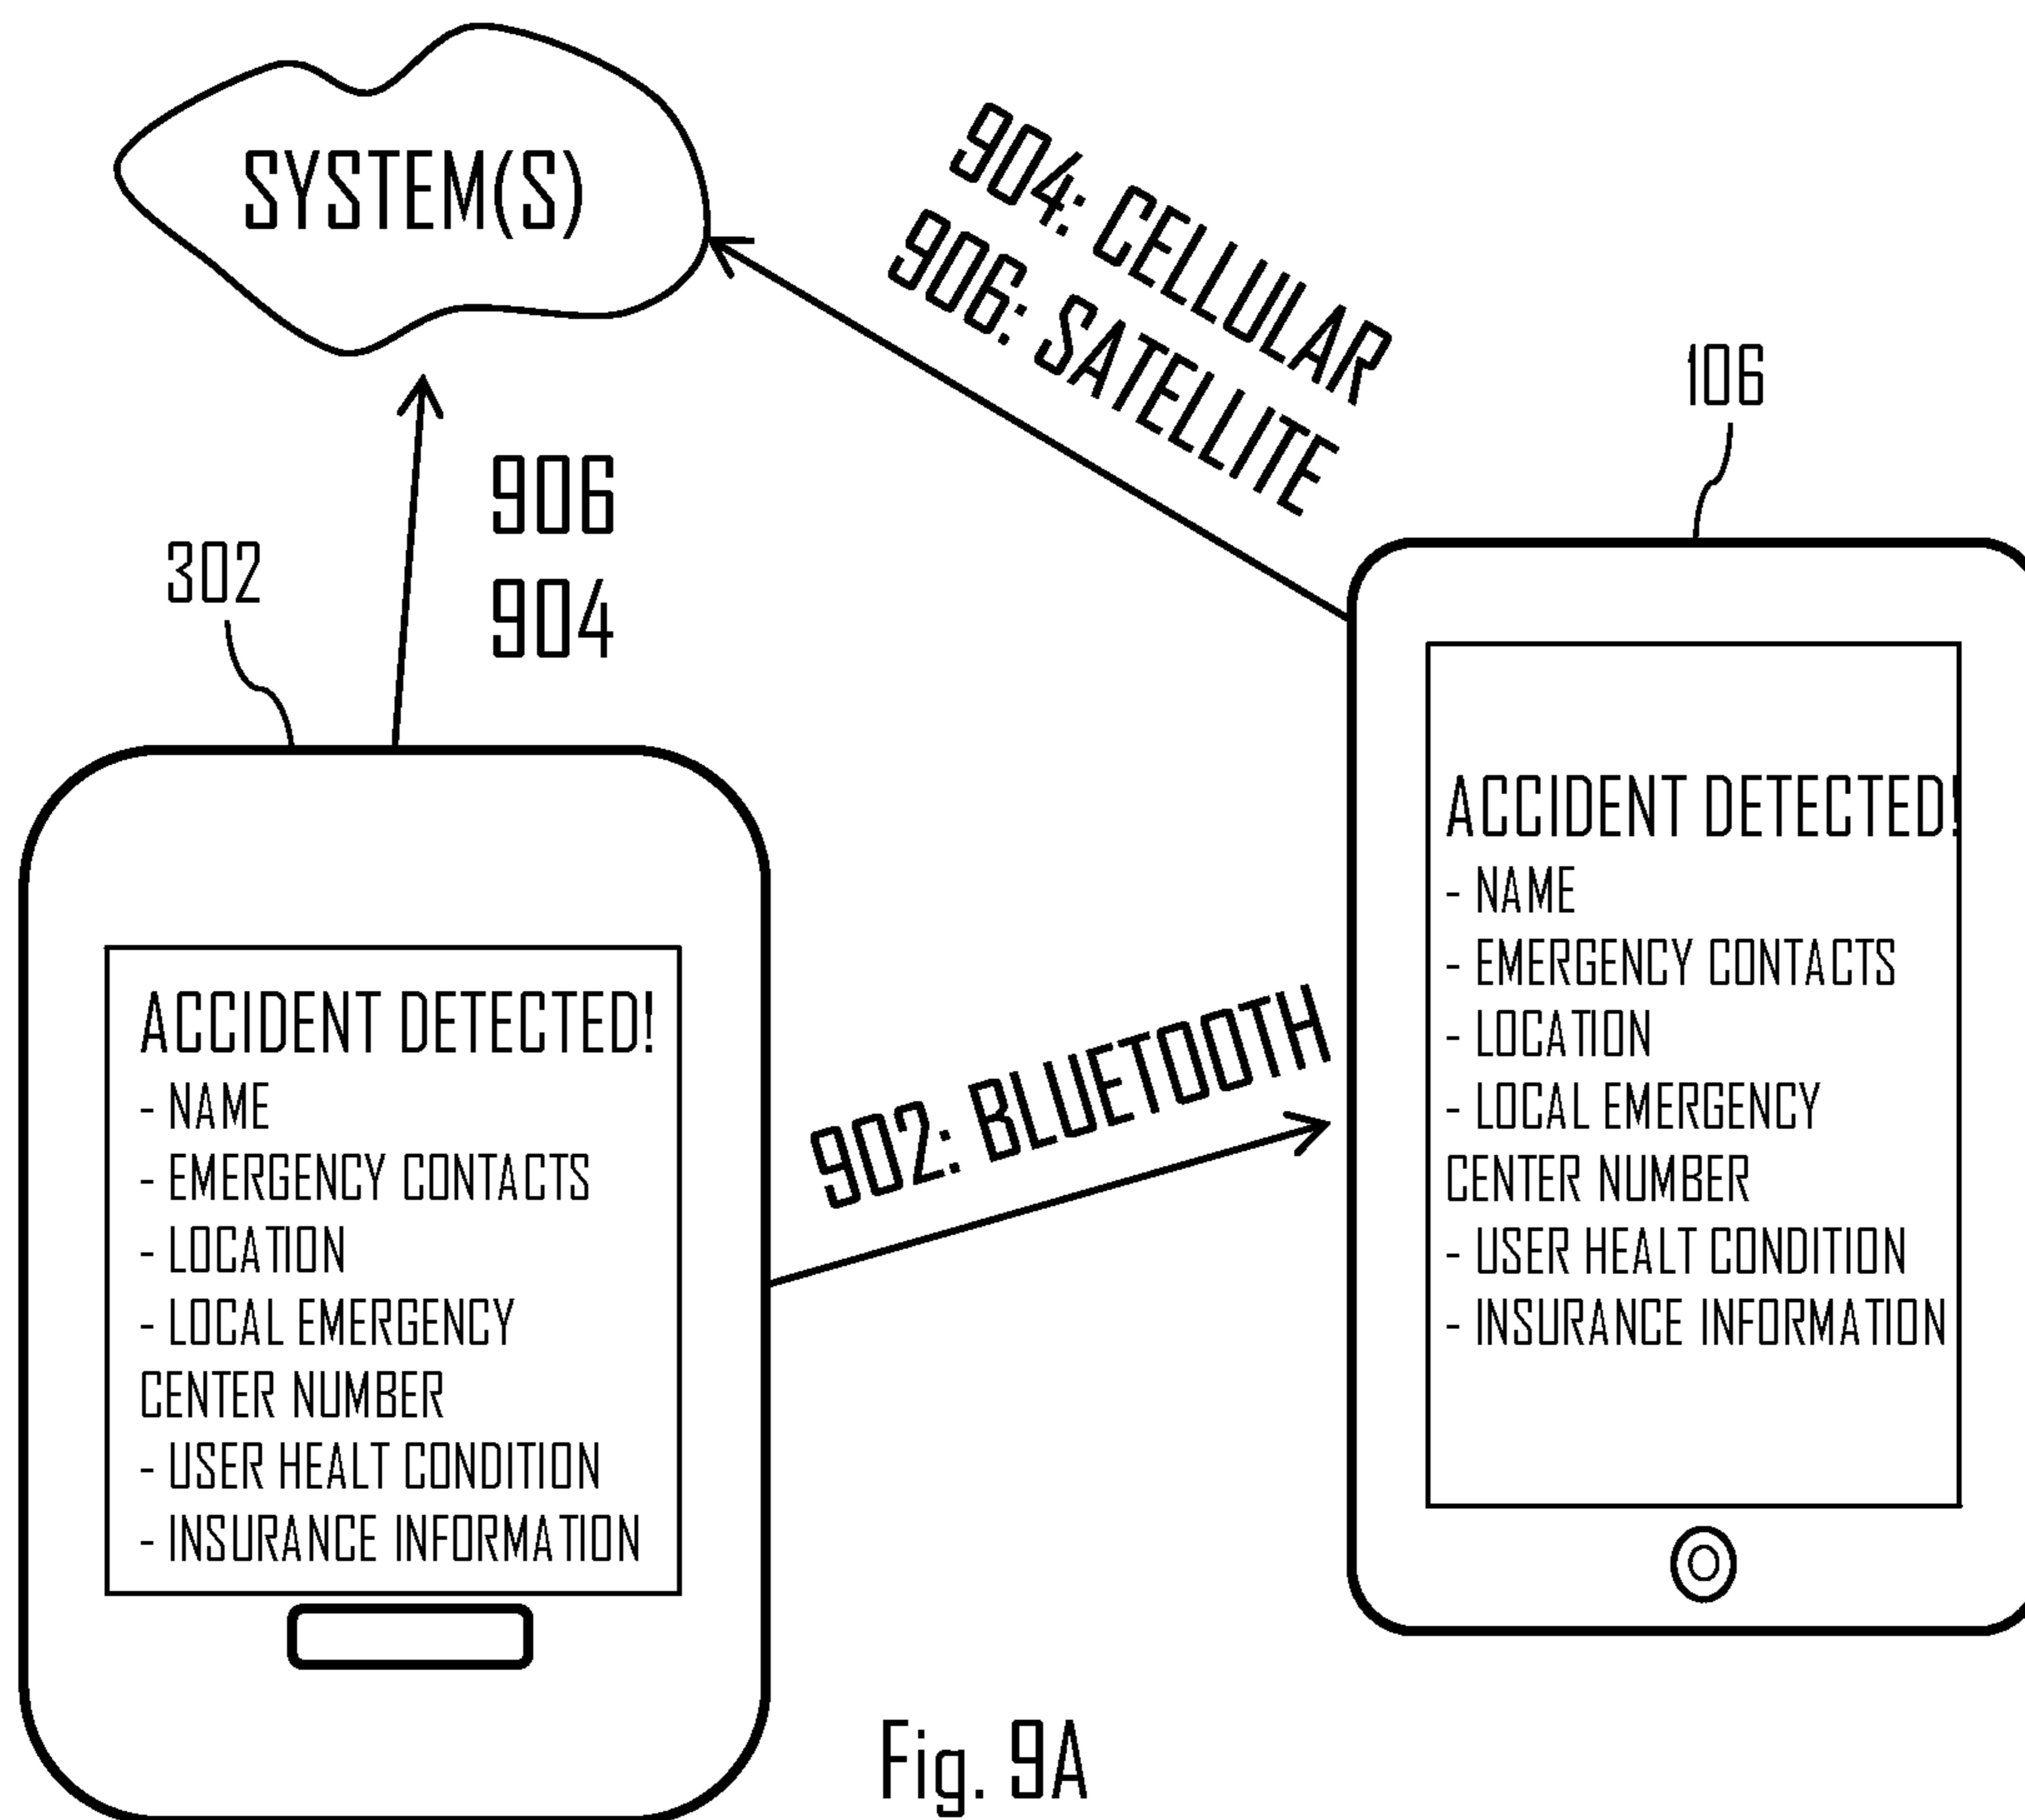 SYSTEM(S)
904: CELLULAR
906: SATELLITE
106
906
904
302
ACCIDENT DETECTED!
- NAME
- EMERGENCY CONTACTS
- LOCATION
- LOCAL EMERGENCY
CENTER NUMBER
- USER HEALT CONDITION
- INSURANCE INFORMATION
902: BLUETOOTH
ACCIDENT DETECTED!
- NAME
- EMERGENCY CONTACTS
- LOCATION
- LOCAL EMERGENCY
CENTER NUMBER
- USER HEALT CONDITION
- INSURANCE INFORMATION
Fig. 9A